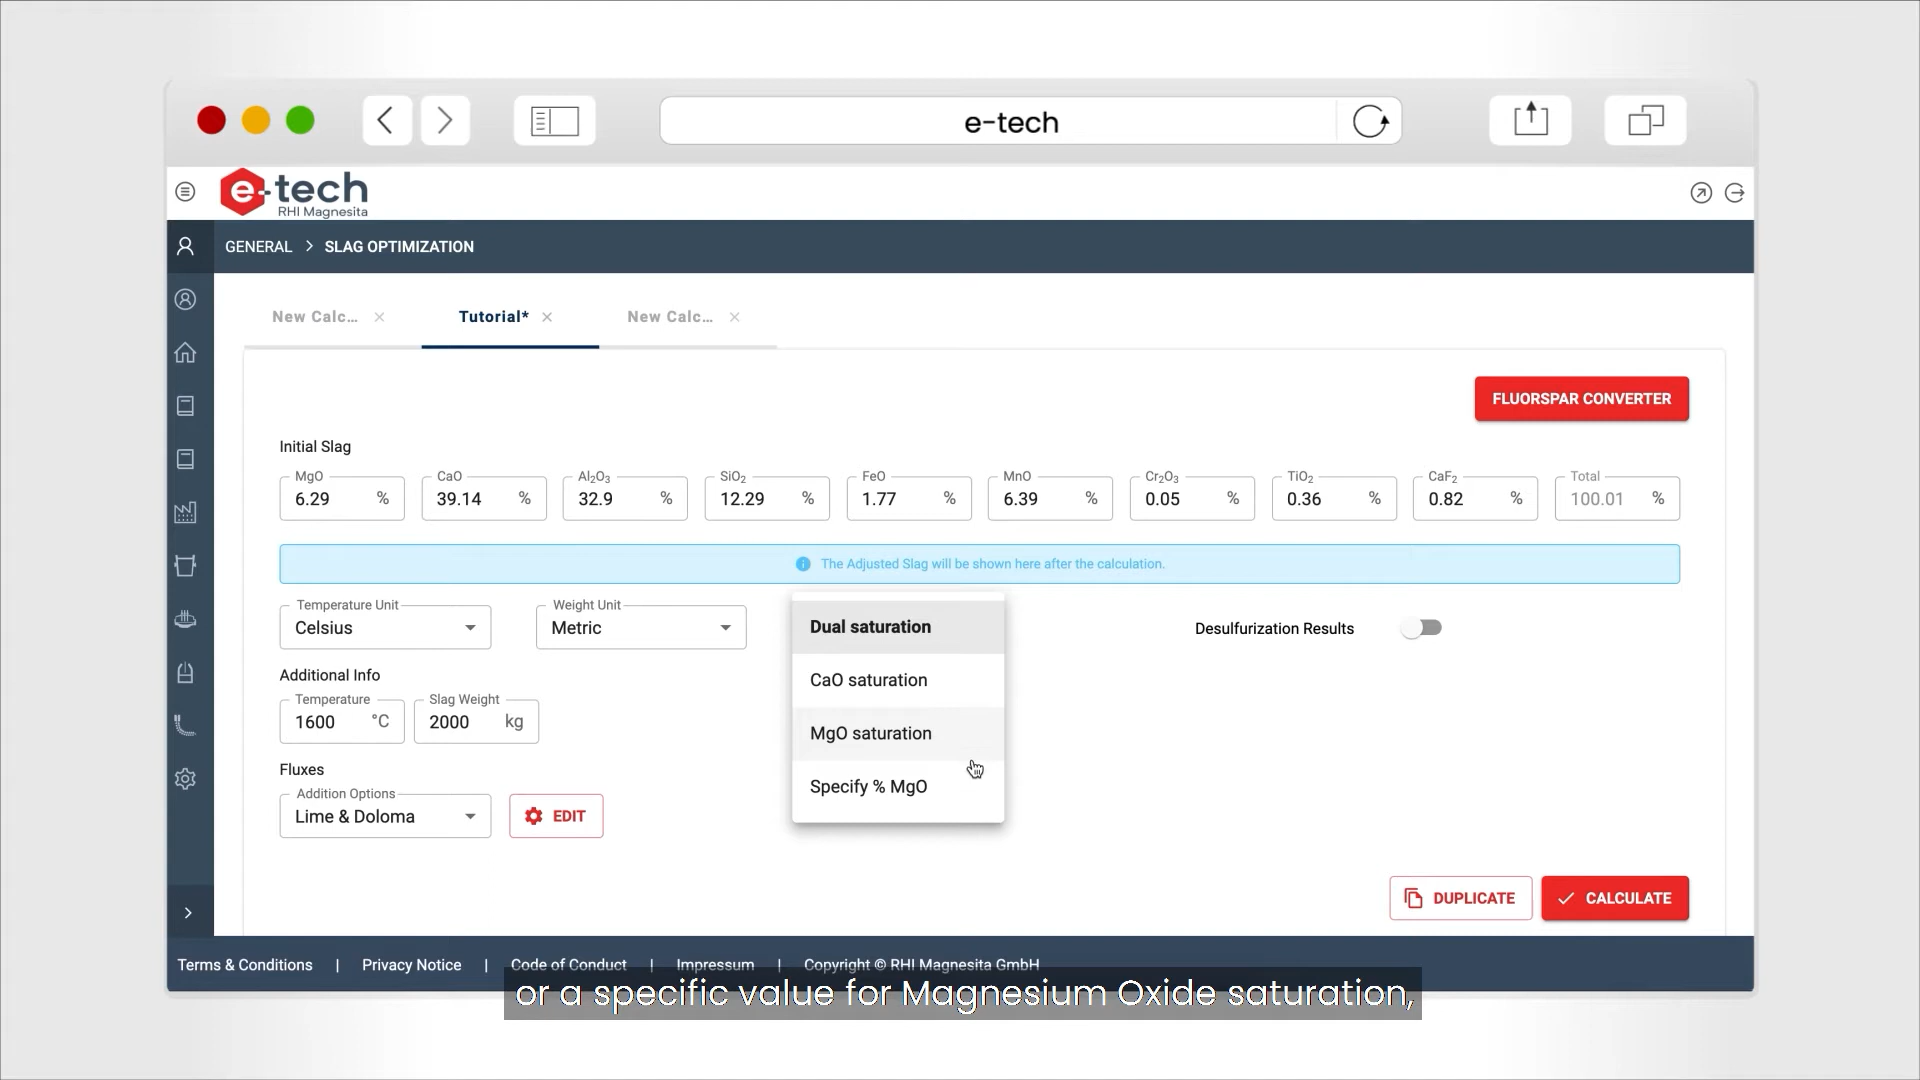 e-tech
e-tech
RHI Magnesita
GENERAL > SLAG OPTIMIZATION
New Calc... × Tutorial* × New Calc... ×
FLUORSPAR CONVERTER
Initial Slag
MgO CaO Al₂O₃ SiO₂ FeO MnO Cr₂O₃ TiO₂ CaF₂ Total
6.29 % 39.14 % 32.9 % 12.29 % 1.77 % 6.39 % 0.05 % 0.36 % 0.82 % 100.01 %
The Adjusted Slag will be shown here after the calculation.
Temperature Unit Weight Unit
Celsius Metric Dual saturation Desulfurization Results
CaO saturation
MgO saturation
Specify % MgO
Additional Info
Temperature Slag Weight
1600 °C 2000 kg
Fluxes
Addition Options
Lime & Doloma EDIT
DUPLICATE CALCULATE
Terms & Conditions | Privacy Notice | Code of Conduct | Impressum | Copyright © RHI Magnesita GmbH
or a specific value for Magnesium Oxide saturation,